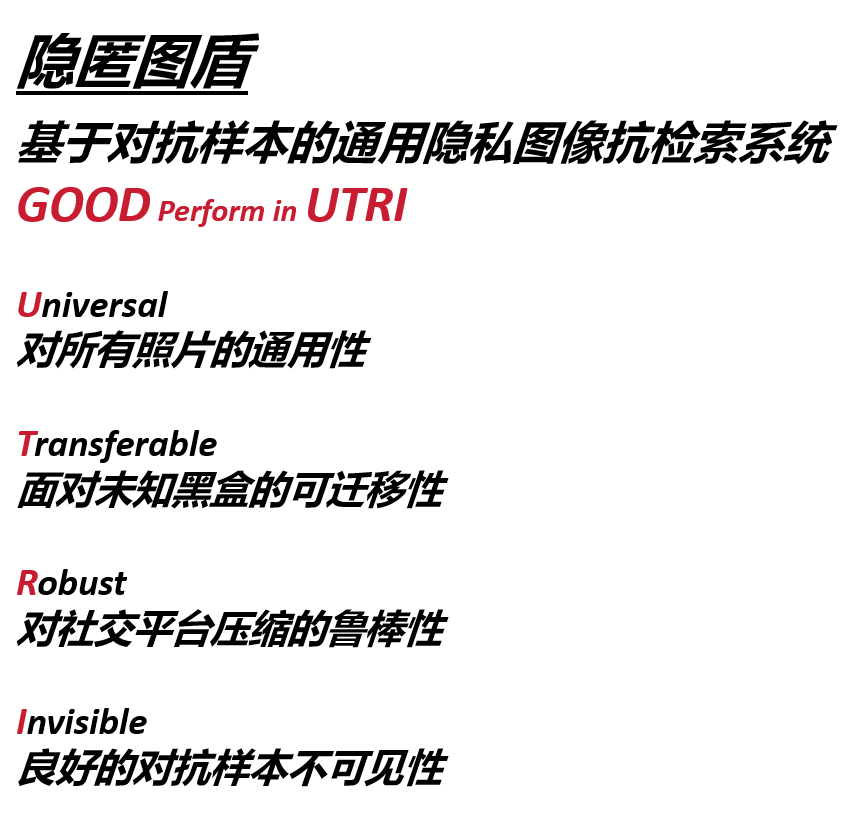 隐匿图盾
基于对抗样本的通用隐私图像抗检索系统
GOOD Perform in UTRI
Universal
对所有照片的通用性
Transferable
面对未知黑盒的可迁移性
Robust
对社交平台压缩的鲁棒性
Invisible
良好的对抗样本不可见性